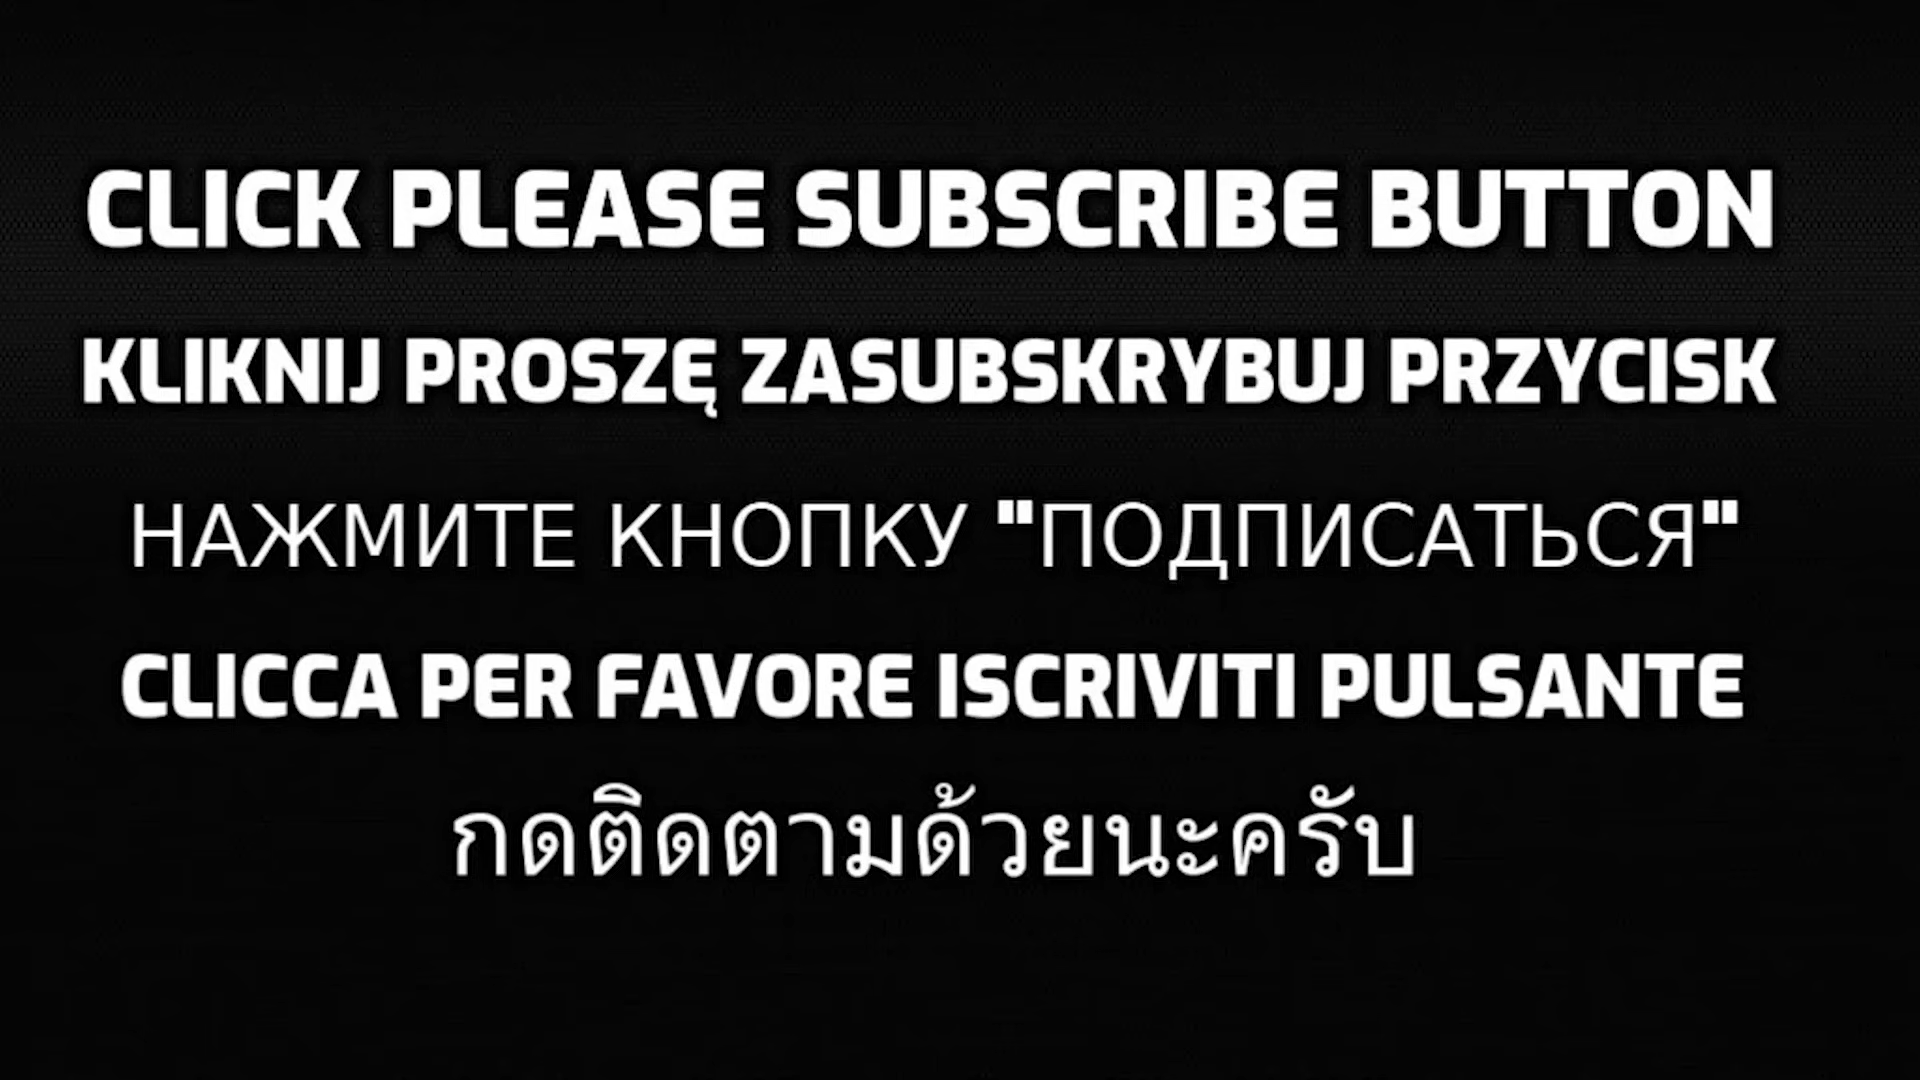 CLICK PLEASE SUBSCRIBE BUTTON
KLIKNIJ PROSZĘ ZASUBSKRYBUJ PRZYCISK
НАЖМИТЕ КНОПКУ "ПОДПИСАТЬСЯ"
CLICCA PER FAVORE ISCRIVITI PULSANTE
กดติดตามด้วยนะครับ